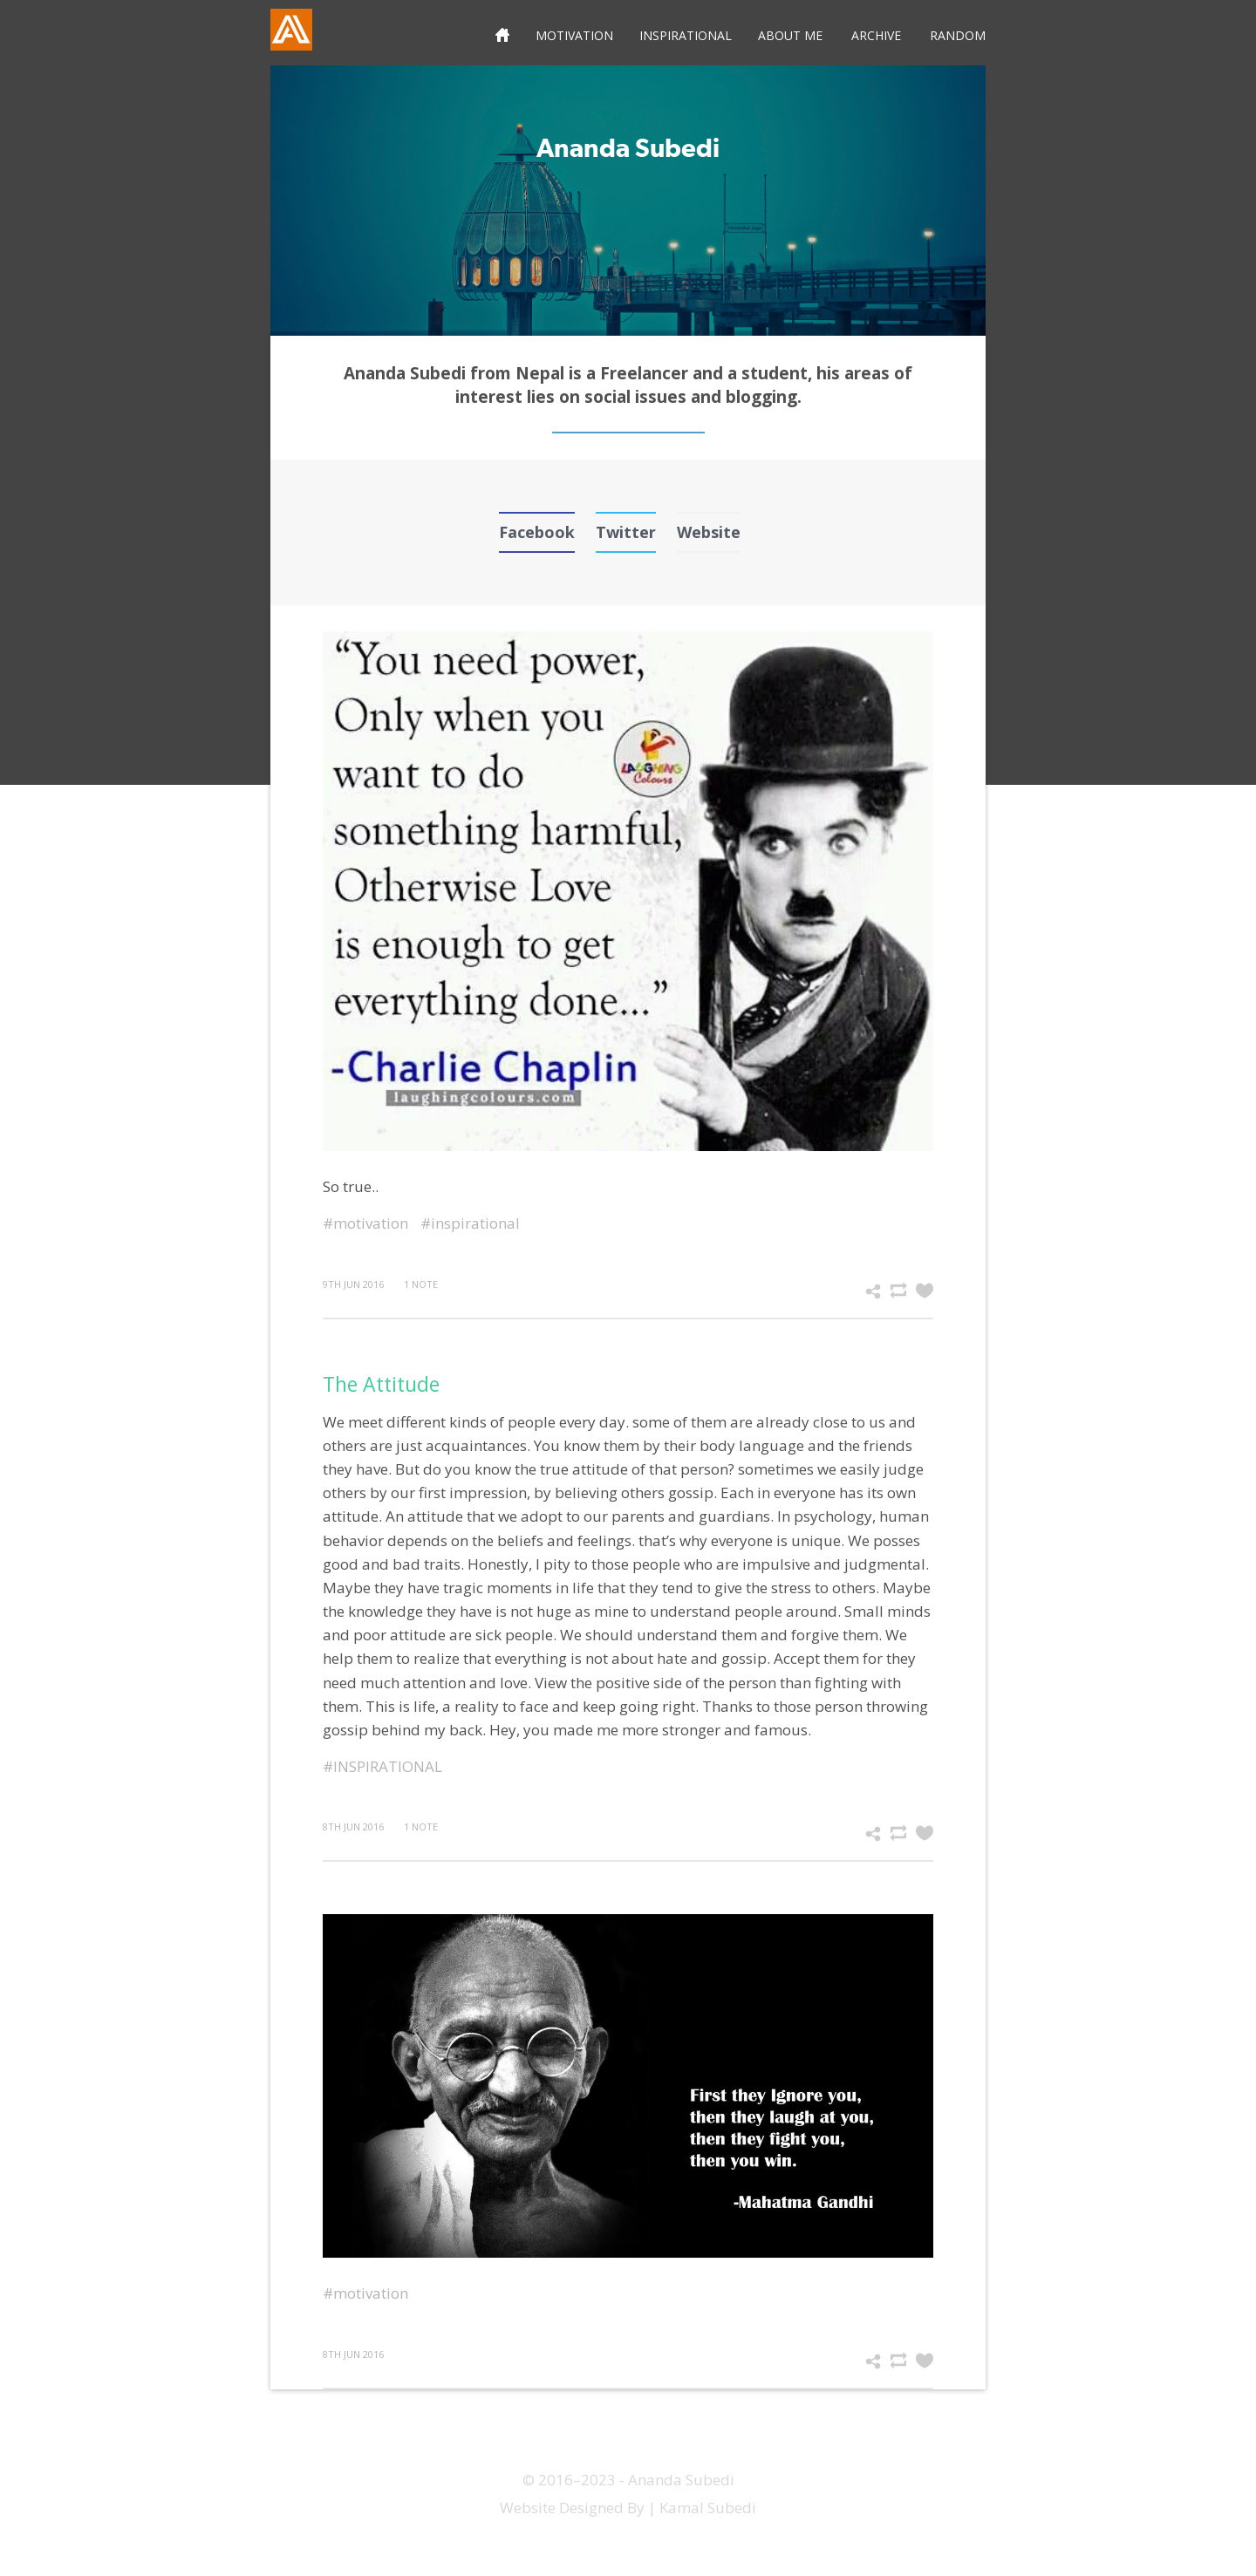 MOTIVATION INSPIRATIONAL ABOUT ME ARCHIVE RANDOM
Ananda Subedi
Ananda Subedi from Nepal is a Freelancer and a student, his areas of
interest lies on social issues and blogging.
Facebook Twitter Website
“You need power,
Only when you
want to do
something harmful,
Otherwise Love
is enough to get
everything done...”
LAUGHING
Colours
-Charlie Chaplin
laughingcolours.com
So true..
#motivation #inspirational
9TH JUN 2016 1 NOTE
The Attitude
We meet different kinds of people every day. some of them are already close to us and
others are just acquaintances. You know them by their body language and the friends
they have. But do you know the true attitude of that person? sometimes we easily judge
others by our first impression, by believing others gossip. Each in everyone has its own
attitude. An attitude that we adopt to our parents and guardians. In psychology, human
behavior depends on the beliefs and feelings. that’s why everyone is unique. We posses
good and bad traits. Honestly, I pity to those people who are impulsive and judgmental.
Maybe they have tragic moments in life that they tend to give the stress to others. Maybe
the knowledge they have is not huge as mine to understand people around. Small minds
and poor attitude are sick people. We should understand them and forgive them. We
help them to realize that everything is not about hate and gossip. Accept them for they
need much attention and love. View the positive side of the person than fighting with
them. This is life, a reality to face and keep going right. Thanks to those person throwing
gossip behind my back. Hey, you made me more stronger and famous.
#INSPIRATIONAL
8TH JUN 2016 1 NOTE
First they Ignore you,
then they laugh at you,
then they fight you,
then you win.
-Mahatma Gandhi
#motivation
8TH JUN 2016
© 2016–2023 - Ananda Subedi
Website Designed By | Kamal Subedi